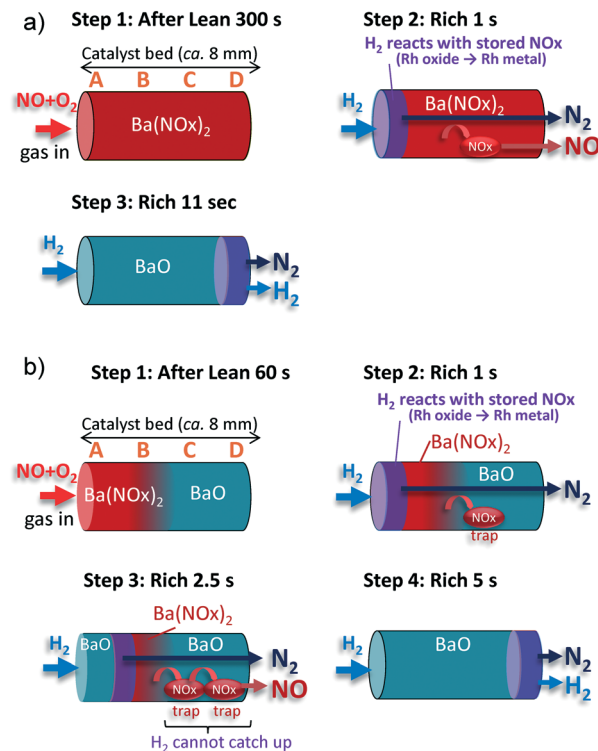 a)
Step 1: After Lean 300 s
Catalyst bed (ca. 8 mm)
A B C D
NO+O₂
gas in
Ba(NOx)₂
Step 2: Rich 1 s
H₂ reacts with stored NOx
(Rh oxide → Rh metal)
H₂
Ba(NOx)₂
NOx
N₂
NO
Step 3: Rich 11 sec
H₂
BaO
N₂
H₂
b)
Step 1: After Lean 60 s
Catalyst bed (ca. 8 mm)
A B C D
NO+O₂
gas in
Ba(NOx)₂
BaO
Step 2: Rich 1 s
H₂ reacts with stored NOx
(Rh oxide → Rh metal)
Ba(NOx)₂
H₂
BaO
NOx
trap
N₂
Step 3: Rich 2.5 s
Ba(NOx)₂
H₂
BaO
BaO
NOx NOx
trap trap
N₂
NO
H₂ cannot catch up
Step 4: Rich 5 s
H₂
BaO
N₂
H₂